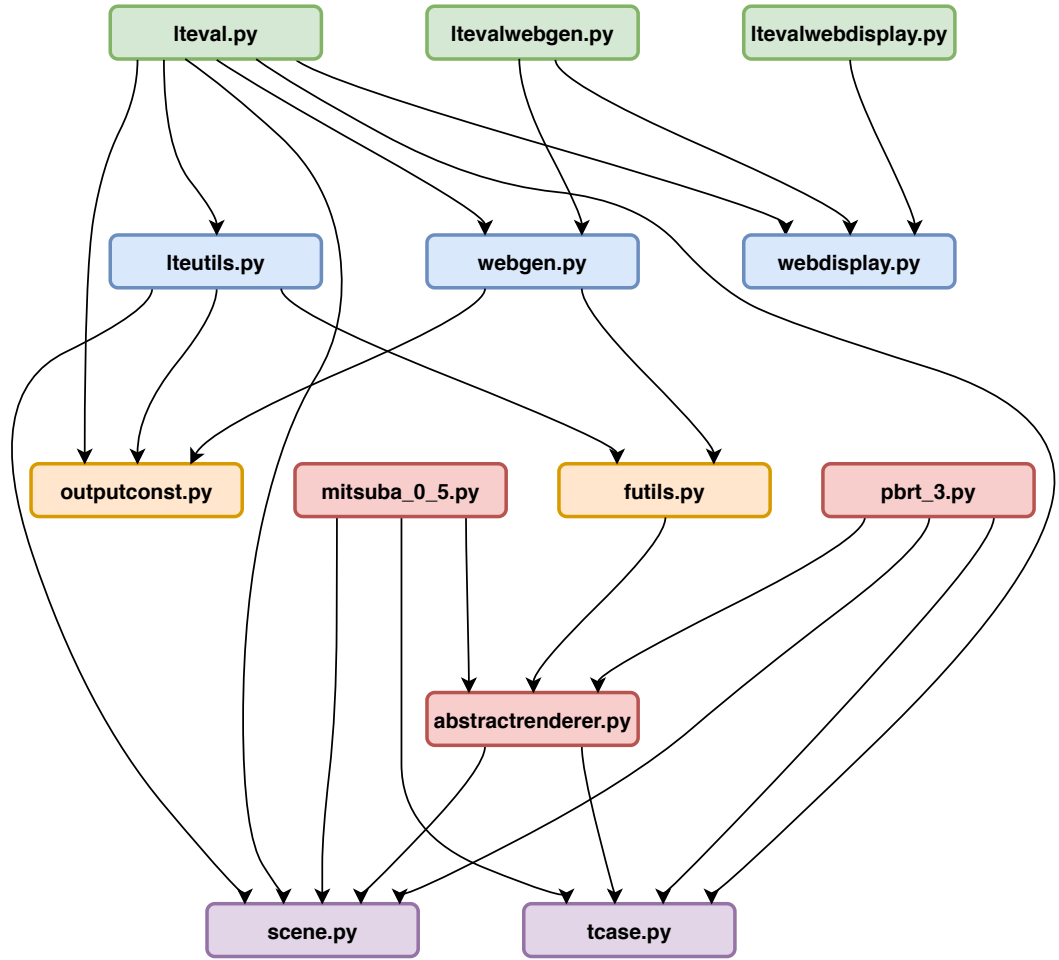 lteval.py
ltevalwebgen.py
ltevalwebdisplay.py
lteutils.py
webgen.py
webdisplay.py
outputconst.py
mitsuba_0_5.py
futils.py
pbrt_3.py
abstractrenderer.py
scene.py
tcase.py